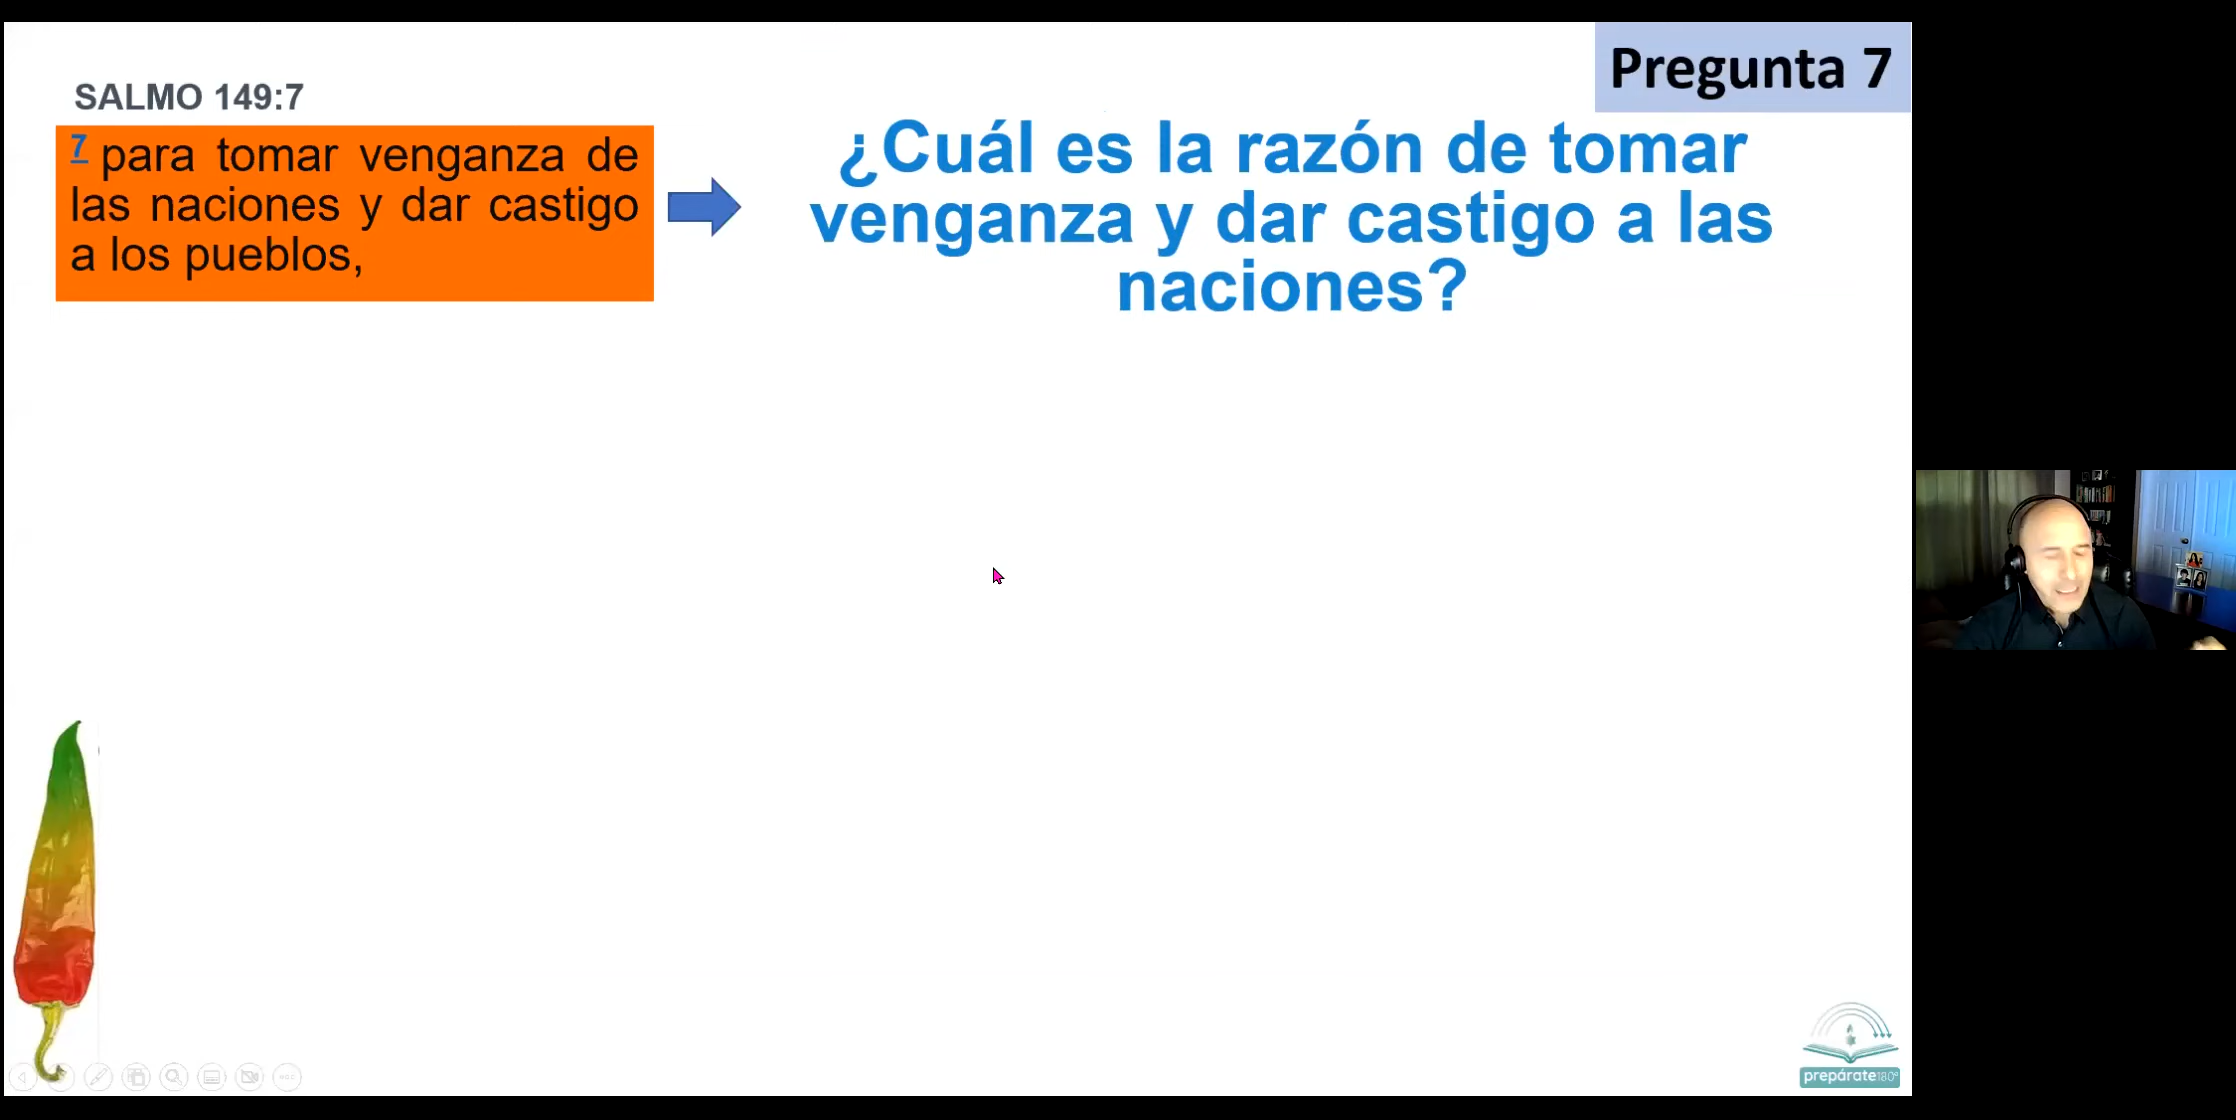 Pregunta 7
SALMO 149:7
7 para tomar venganza de
las naciones y dar castigo
a los pueblos,
¿Cuál es la razón de tomar
venganza y dar castigo a las
naciones?
prepárate180º